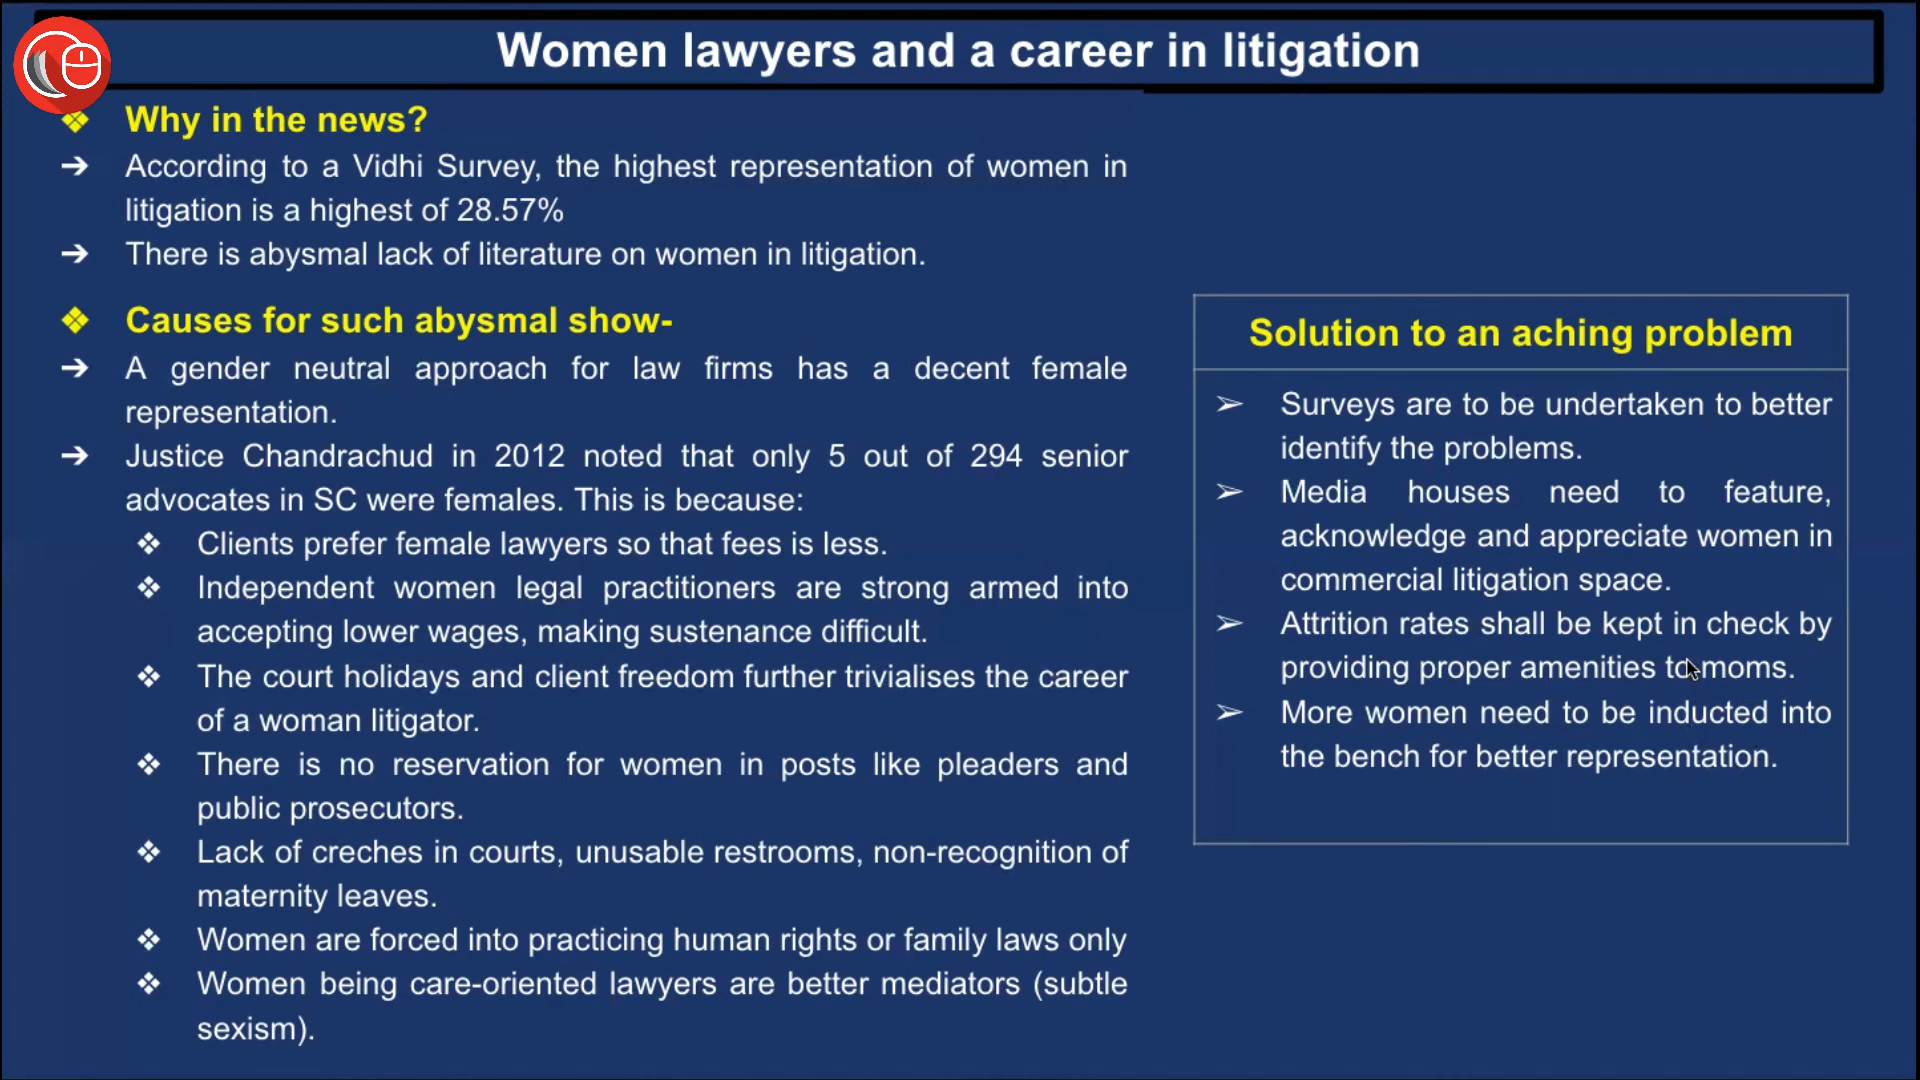 Women lawyers and a career in litigation
❖ Why in the news?
➔ According to a Vidhi Survey, the highest representation of women in
litigation is a highest of 28.57%
➔ There is abysmal lack of literature on women in litigation.
❖ Causes for such abysmal show-
➔ A gender neutral approach for law firms has a decent female
representation.
➔ Justice Chandrachud in 2012 noted that only 5 out of 294 senior
advocates in SC were females. This is because:
❖ Clients prefer female lawyers so that fees is less.
❖ Independent women legal practitioners are strong armed into
accepting lower wages, making sustenance difficult.
❖ The court holidays and client freedom further trivialises the career
of a woman litigator.
❖ There is no reservation for women in posts like pleaders and
public prosecutors.
❖ Lack of creches in courts, unusable restrooms, non-recognition of
maternity leaves.
❖ Women are forced into practicing human rights or family laws only
❖ Women being care-oriented lawyers are better mediators (subtle
sexism).
Solution to an aching problem
➢ Surveys are to be undertaken to better
identify the problems.
➢ Media houses need to feature,
acknowledge and appreciate women in
commercial litigation space.
➢ Attrition rates shall be kept in check by
providing proper amenities to moms.
➢ More women need to be inducted into
the bench for better representation.